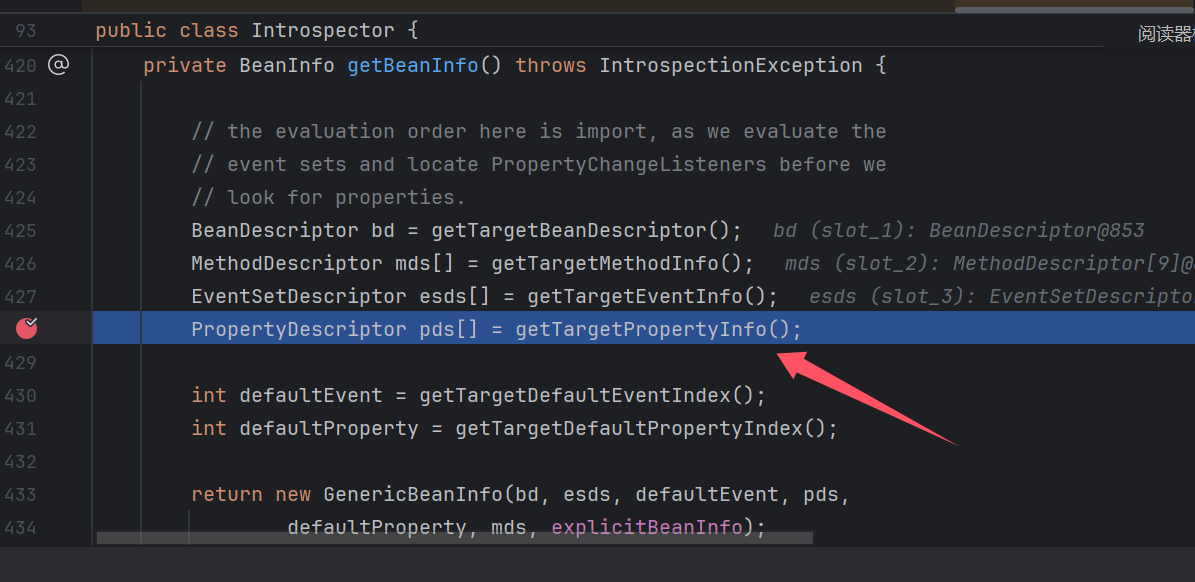 93 public class Introspector {
阅读器
420 @ private BeanInfo getBeanInfo() throws IntrospectionException {
421
422 // the evaluation order here is import, as we evaluate the
423 // event sets and locate PropertyChangeListeners before we
424 // look for properties.
425 BeanDescriptor bd = getTargetBeanDescriptor(); bd (slot_1): BeanDescriptor@853
426 MethodDescriptor mds[] = getTargetMethodInfo(); mds (slot_2): MethodDescriptor[9]@
427 EventSetDescriptor esds[] = getTargetEventInfo(); esds (slot_3): EventSetDescripto
PropertyDescriptor pds[] = getTargetPropertyInfo();
429
430 int defaultEvent = getTargetDefaultEventIndex();
431 int defaultProperty = getTargetDefaultPropertyIndex();
432
433 return new GenericBeanInfo(bd, esds, defaultEvent, pds,
434 defaultProperty, mds, explicitBeanInfo);